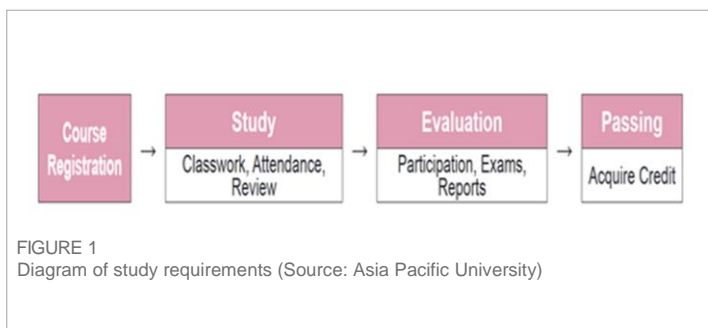 Course
Registration
→
Study
Classwork, Attendance,
Review
→
Evaluation
Participation, Exams,
Reports
→
Passing
Acquire Credit
FIGURE 1
Diagram of study requirements (Source: Asia Pacific University)